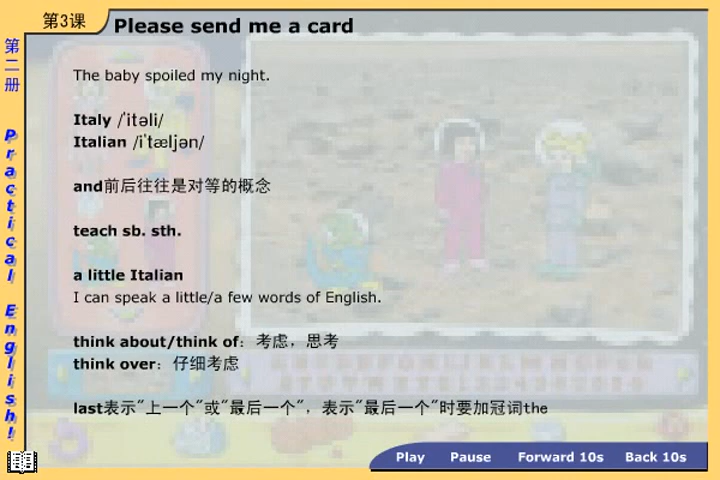 第3课
Please send me a card
第二册
Practical English!
The baby spoiled my night.
Italy /ˈitəli/
Italian /iˈtæljən/
and前后往往是对等的概念
teach sb. sth.
a little Italian
I can speak a little/a few words of English.
think about/think of：考虑，思考
think over：仔细考虑
last表示"上一个"或"最后一个"，表示"最后一个"时要加冠词the
Play Pause Forward 10s Back 10s